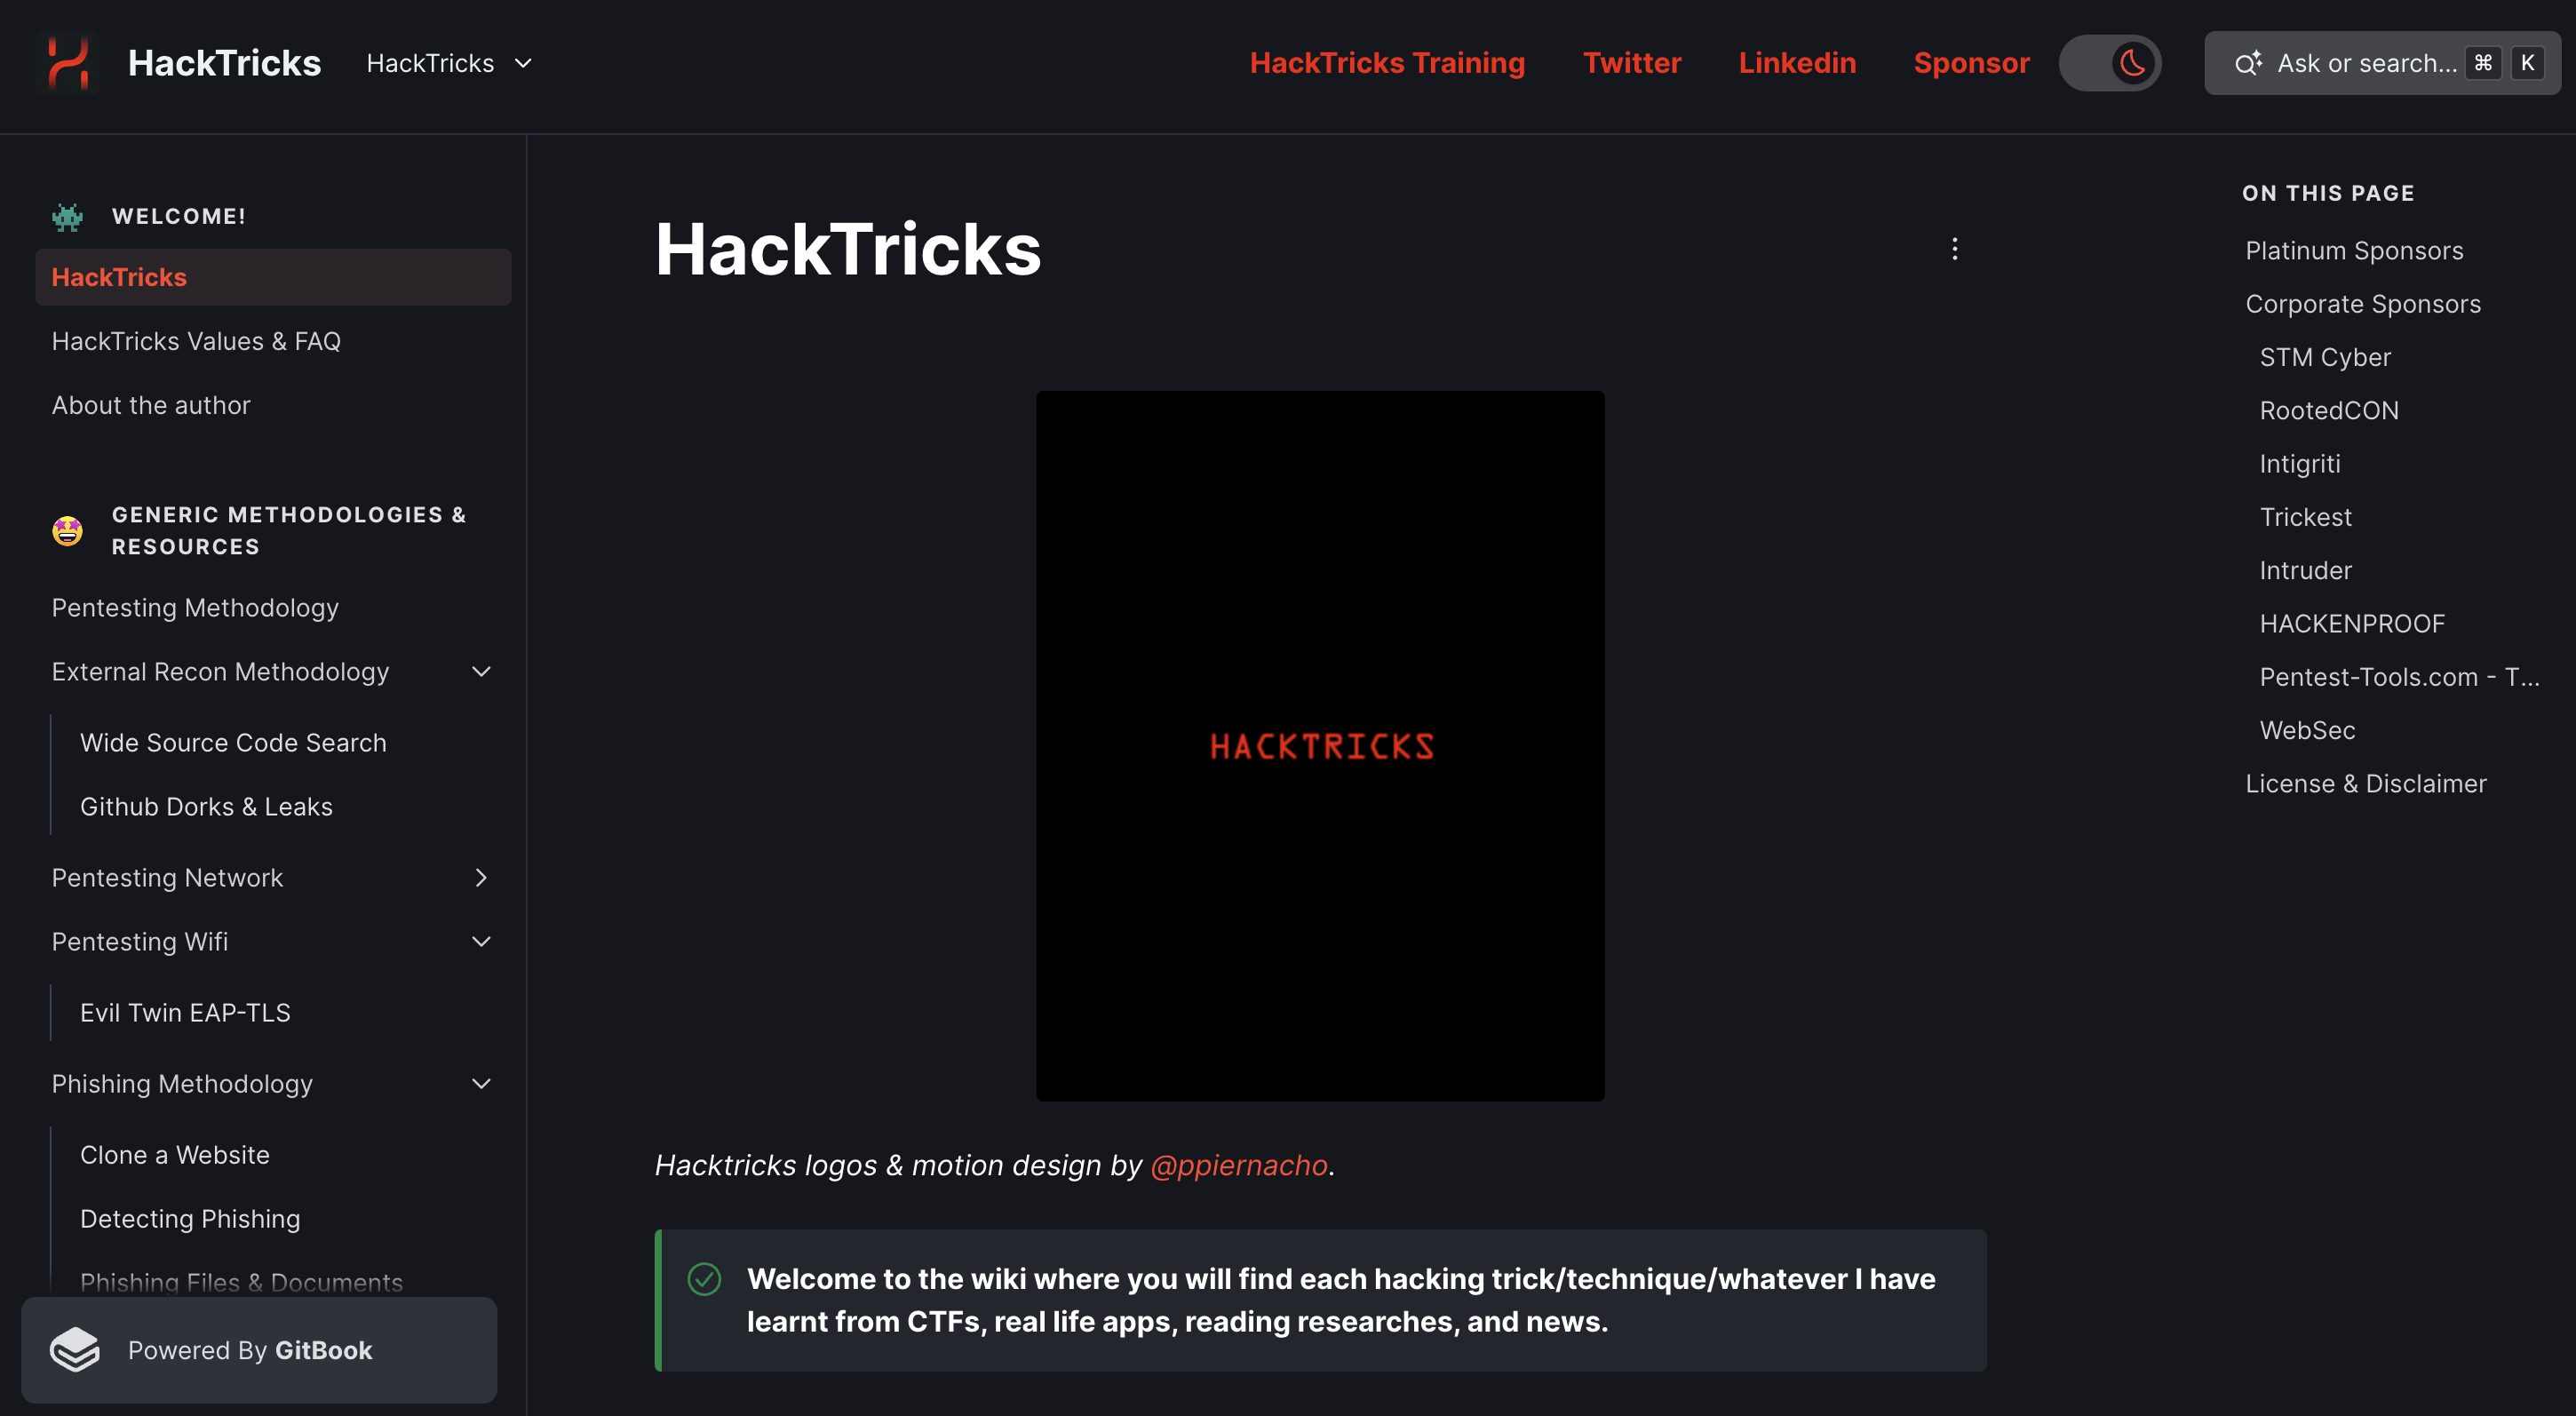 HackTricks
HackTricks
HackTricks Training
Twitter
Linkedin
Sponsor
Ask or search...
⌘
K
WELCOME!
HackTricks
HackTricks Values & FAQ
About the author
GENERIC METHODOLOGIES &
RESOURCES
Pentesting Methodology
External Recon Methodology
Wide Source Code Search
Github Dorks & Leaks
Pentesting Network
Pentesting Wifi
Evil Twin EAP-TLS
Phishing Methodology
Clone a Website
Detecting Phishing
Phishing Files & Documents
Powered By GitBook
HackTricks
HACKTRICKS
Hacktricks logos & motion design by @ppiernacho.
Welcome to the wiki where you will find each hacking trick/technique/whatever I have
learnt from CTFs, real life apps, reading researches, and news.
ON THIS PAGE
Platinum Sponsors
Corporate Sponsors
STM Cyber
RootedCON
Intigriti
Trickest
Intruder
HACKENPROOF
Pentest-Tools.com - T...
WebSec
License & Disclaimer